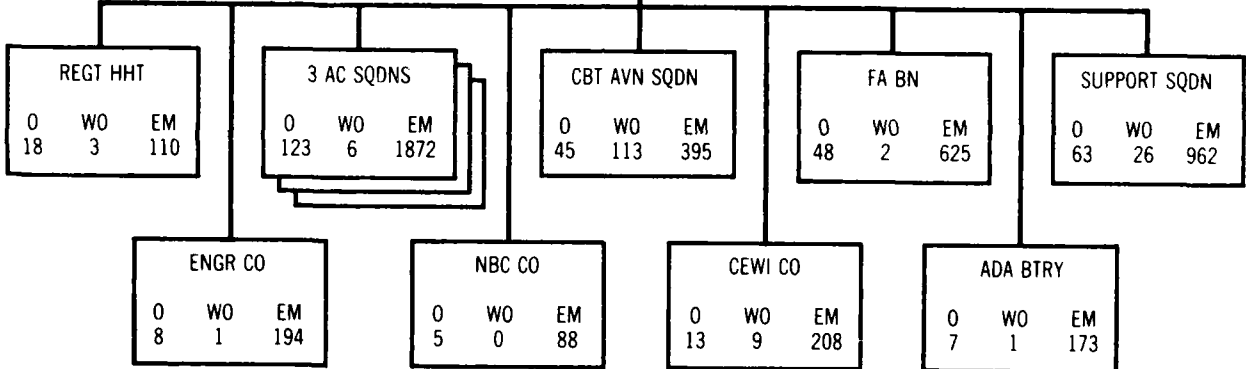 REGT HHT
O WO EM
18 3 110
3 AC SQDNS
O WO EM
123 6 1872
CBT AVN SQDN
O WO EM
45 113 395
FA BN
O WO EM
48 2 625
SUPPORT SQDN
O WO EM
63 26 962
ENGR CO
O WO EM
8 1 194
NBC CO
O WO EM
5 0 88
CEWI CO
O WO EM
13 9 208
ADA BTRY
O WO EM
7 1 173